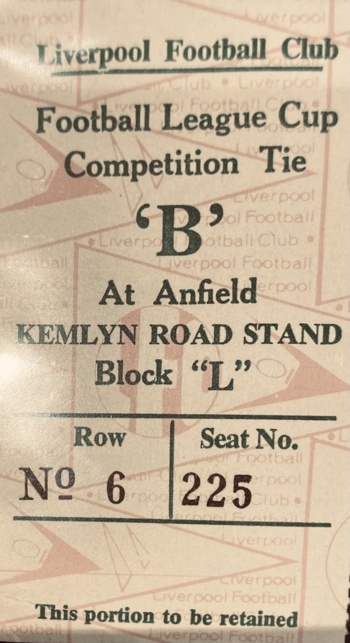 Liverpool Football Club
Football League Cup
Competition Tie
‘B’
At Anfield
KEMLYN ROAD STAND
Block “L”
Row Seat No.
Nº 6 225
This portion to be retained